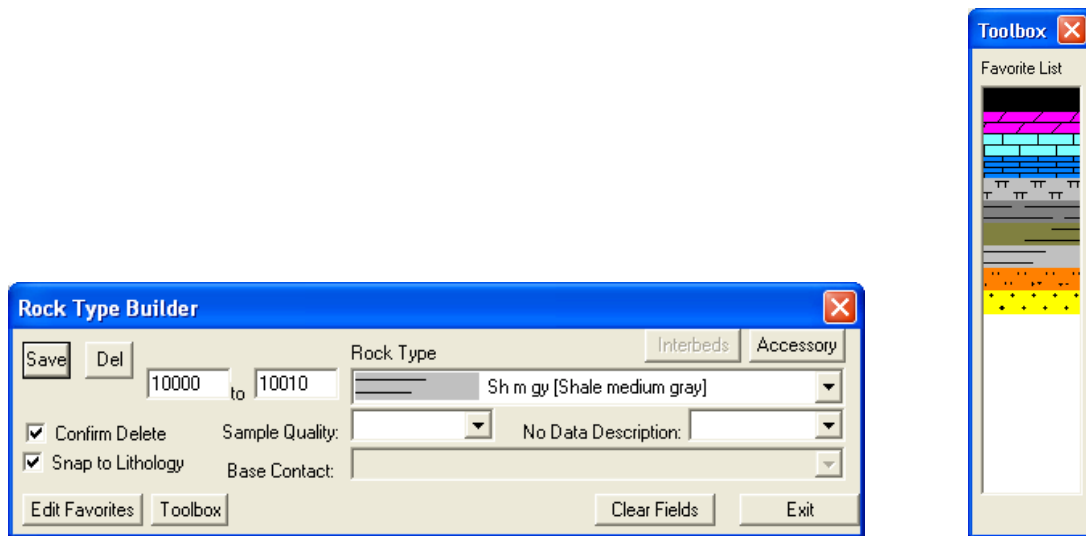 Toolbox
Favorite List
Rock Type Builder
Save Del Rock Type Interbeds Accessory
10000 to 10010 Sh m gy [Shale medium gray]
Confirm Delete Sample Quality: No Data Description:
Snap to Lithology Base Contact:
Edit Favorites Toolbox Clear Fields Exit